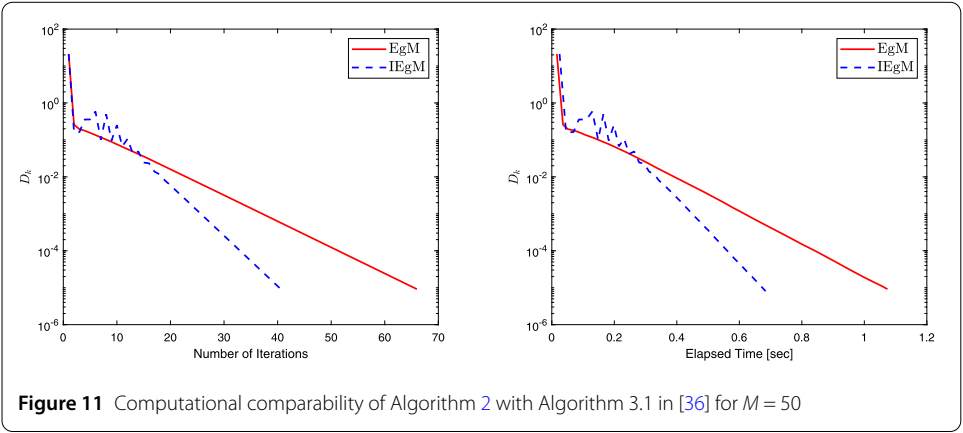 10^2
10^0
10^-2
10^-4
10^-6
D_k
0 10 20 30 40 50 60 70
Number of Iterations
EgM
IEgM
10^2
10^0
10^-2
10^-4
10^-6
D_k
0 0.2 0.4 0.6 0.8 1 1.2
Elapsed Time [sec]
EgM
IEgM
Figure 11 Computational comparability of Algorithm 2 with Algorithm 3.1 in [36] for M = 50